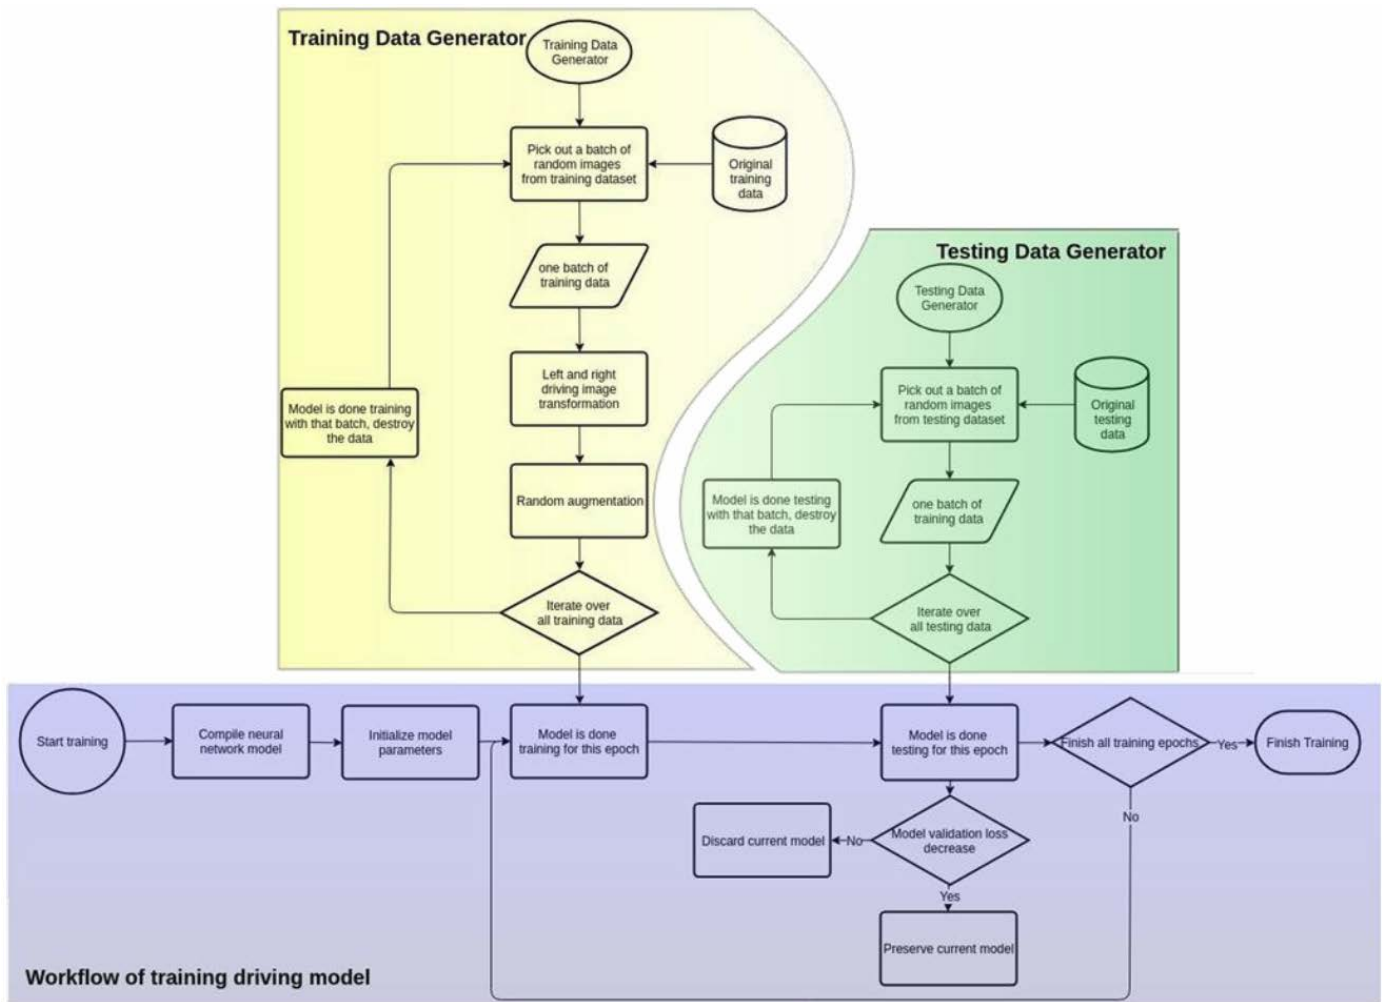 Training Data Generator
Training Data
Generator
Pick out a batch of
random images
from training dataset
Original
training
data
one batch of
training data
Left and right
driving image
transformation
Model is done training
with that batch, destroy
the data
Random augmentation
Iterate over
all training data
Testing Data Generator
Testing Data
Generator
Pick out a batch of
random images
from testing dataset
Original
testing
data
Model is done testing
with that batch, destroy
the data
one batch of
training data
Iterate over
all testing data
Start training
Compile neural
network model
Initialize model
parameters
Model is done
training for this epoch
Model is done
testing for this epoch
Finish all training epochs
Yes
Finish Training
No
Discard current model
No
Model validation loss
decrease
Yes
Preserve current model
Workflow of training driving model